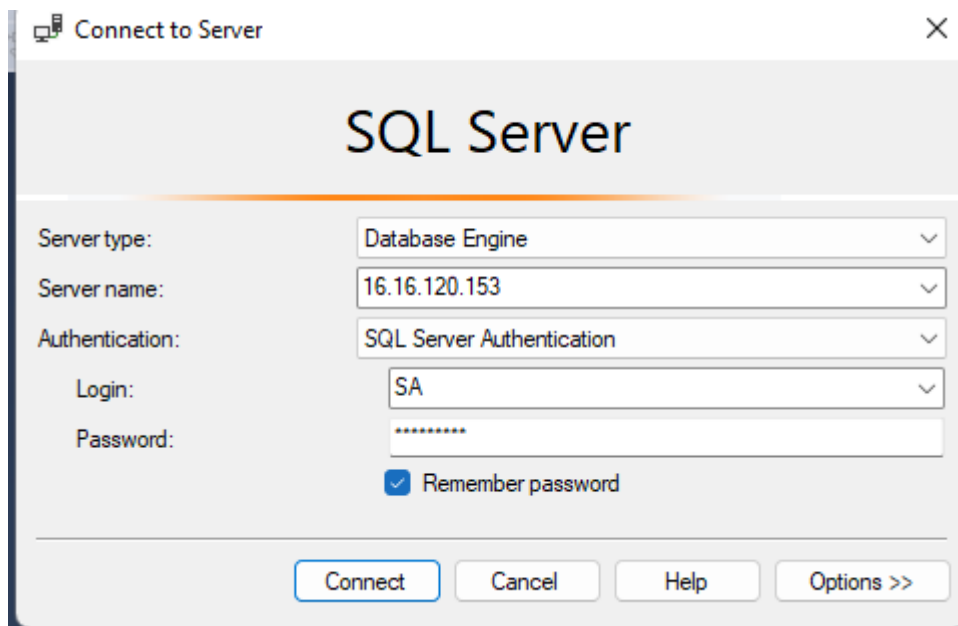 Connect to Server
SQL Server
Server type: Database Engine
Server name: 16.16.120.153
Authentication: SQL Server Authentication
Login: SA
Password: *********
Remember password
Connect Cancel Help Options >>